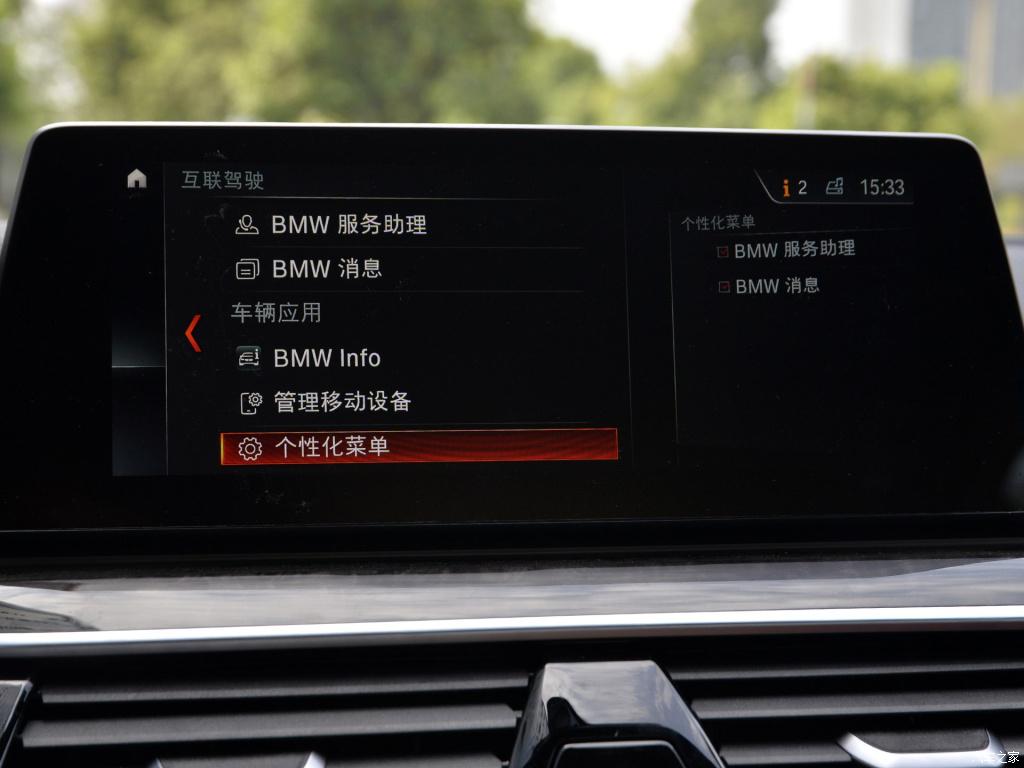 互联驾驶
BMW 服务助理
BMW 消息
车辆应用
BMW Info
管理移动设备
个性化菜单
i 2 15:33
个性化菜单
BMW 服务助理
BMW 消息
之家